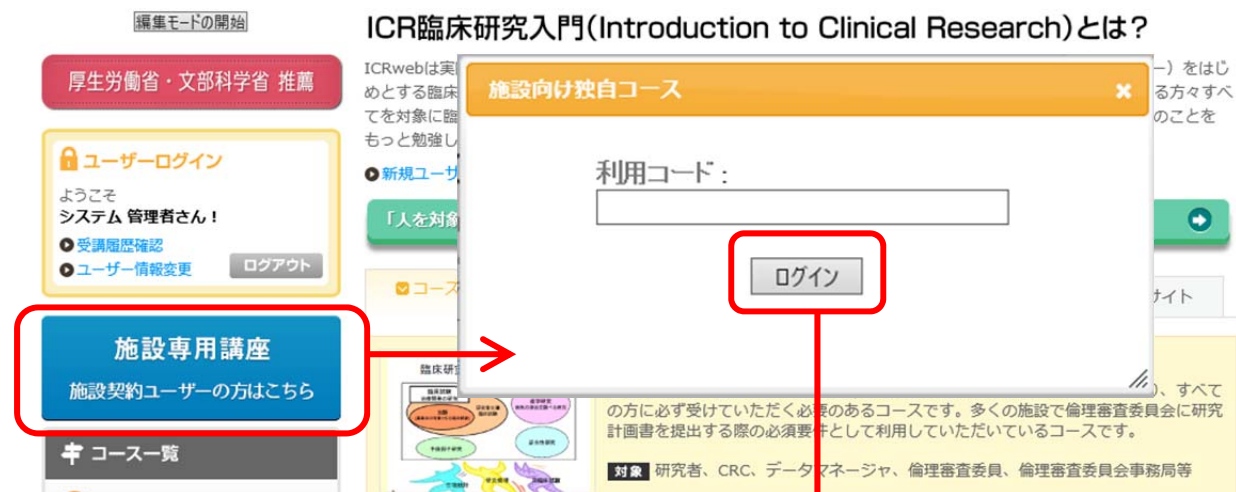 編集モードの開始
ICR臨床研究入門(Introduction to Clinical Research)とは?
厚生労働省・文部科学省 推薦
ICRwebは実
ー）をはじ
めとする臨床
る方々すべ
てを対象に臨
のことを
もっと勉強し
新規ユーザ
「人を対象
施設向け独自コース
利用コード：
ログイン
ユーザーログイン
ようこそ
システム 管理者さん！
受講履歴確認
ユーザー情報変更
ログアウト
コース
サイト
施設専用講座
施設契約ユーザーの方はこちら
臨床研
、すべて
の方に必ず受けていただく必要のあるコースです。多くの施設で倫理審査委員会に研究
計画書を提出する際の必須要件として利用していただいているコースです。
対象 研究者、CRC、データマネージャ、倫理審査委員、倫理審査委員会事務局等
コース一覧